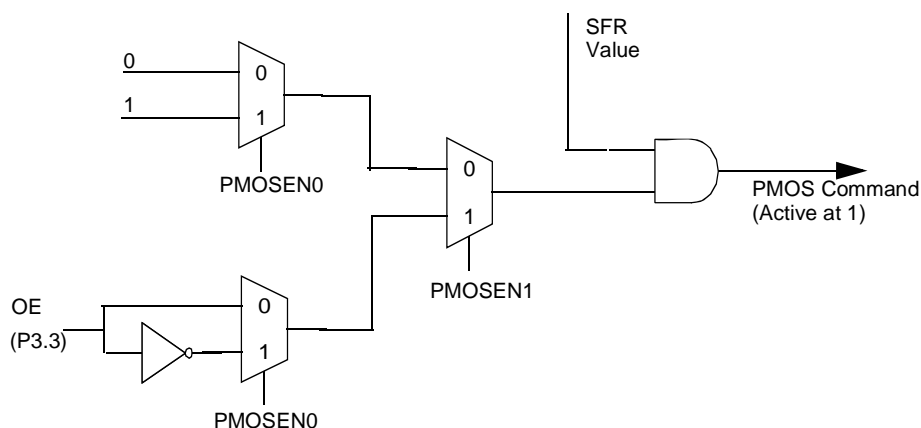 SFR
Value
0
0
1
1
PMOSEN0
0
PMOS Command
(Active at 1)
1
PMOSEN1
OE
(P3.3)
0
1
PMOSEN0